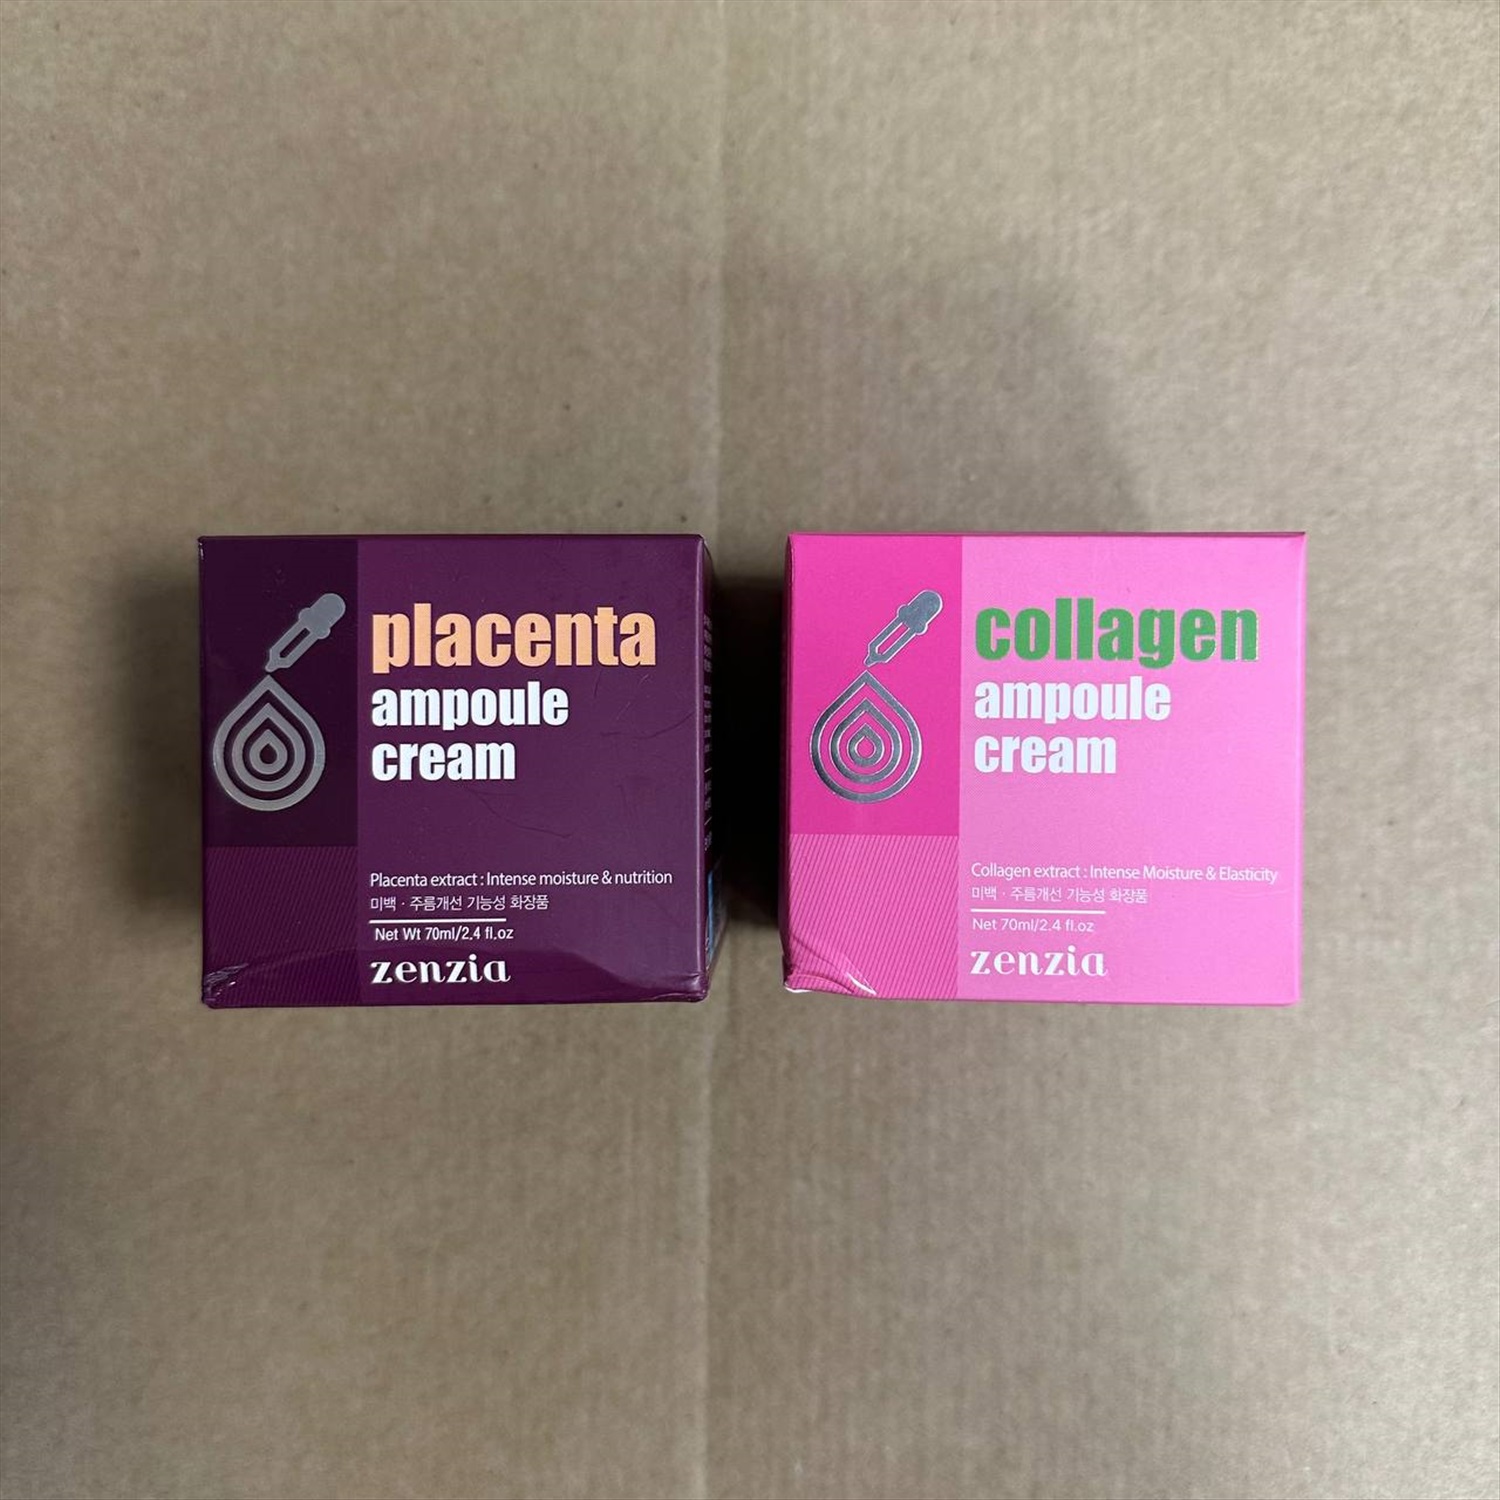 placenta
ampoule
cream
Placenta extract : Intense moisture & nutrition
미백 · 주름개선 기능성 화장품
Net Wt 70ml/2.4 fl.oz
zenzia
collagen
ampoule
cream
Collagen extract : Intense Moisture & Elasticity
미백 · 주름개선 기능성 화장품
Net 70ml/2.4 fl.oz
zenzia